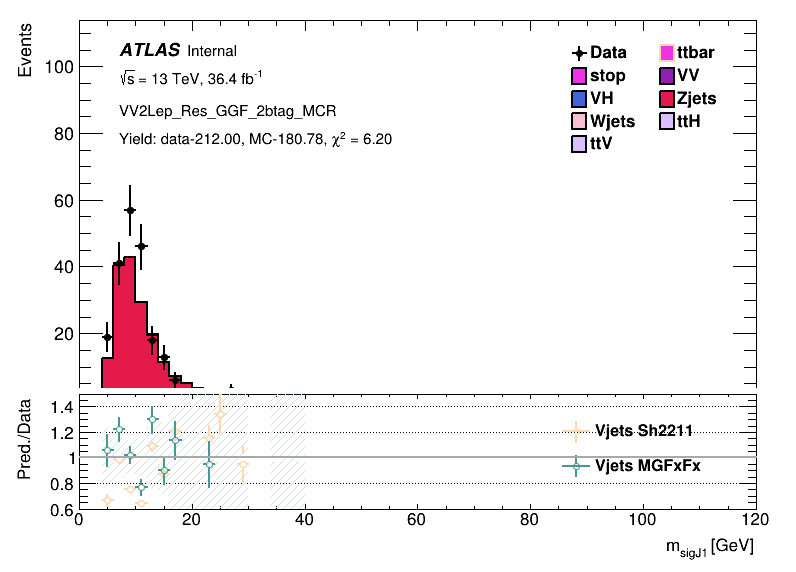 Events
ATLAS Internal
√s = 13 TeV, 36.4 fb⁻¹
VV2Lep_Res_GGF_2btag_MCR
Yield: data-212.00, MC-180.78, χ² = 6.20
Data
ttbar
stop
VV
VH
Zjets
Wjets
ttH
ttV
100
80
60
40
20
Pred./Data
1.4
1.2
1
0.8
0.6
Vjets Sh2211
Vjets MGFxFx
0 20 40 60 80 100 120
m_sigJ1 [GeV]